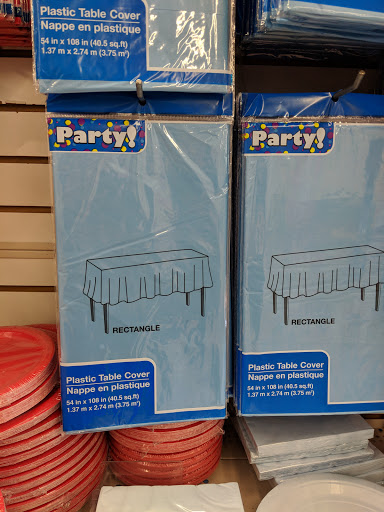 Plastic Table Cover
Nappe en plastique
54 in x 108 in (40.5 sq.ft)
1.37 m x 2.74 m (3.75 m²)
Party!
RECTANGLE
Plastic Table Cover
Nappe en plastique
54 in x 108 in (40.5 sq.ft)
1.37 m x 2.74 m (3.75 m²)
Party!
RECTANGLE
Plastic Table Cover
Nappe en plastique
54 in x 108 in (40.5 sq.ft)
1.37 m x 2.74 m (3.75 m²)